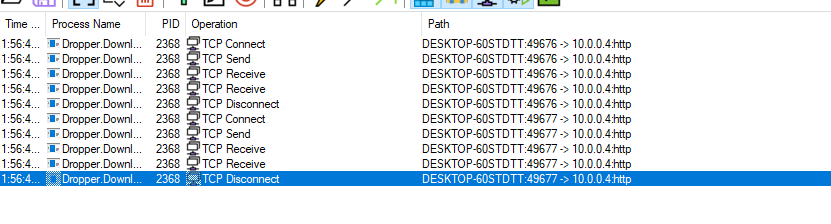 Time ... Process Name PID Operation Path
1:56:4... Dropper.Downl... 2368 TCP Connect DESKTOP-60STDTT:49676 -> 10.0.0.4:http
1:56:4... Dropper.Downl... 2368 TCP Send DESKTOP-60STDTT:49676 -> 10.0.0.4:http
1:56:4... Dropper.Downl... 2368 TCP Receive DESKTOP-60STDTT:49676 -> 10.0.0.4:http
1:56:4... Dropper.Downl... 2368 TCP Receive DESKTOP-60STDTT:49676 -> 10.0.0.4:http
1:56:4... Dropper.Downl... 2368 TCP Disconnect DESKTOP-60STDTT:49676 -> 10.0.0.4:http
1:56:4... Dropper.Downl... 2368 TCP Connect DESKTOP-60STDTT:49677 -> 10.0.0.4:http
1:56:4... Dropper.Downl... 2368 TCP Send DESKTOP-60STDTT:49677 -> 10.0.0.4:http
1:56:4... Dropper.Downl... 2368 TCP Receive DESKTOP-60STDTT:49677 -> 10.0.0.4:http
1:56:4... Dropper.Downl... 2368 TCP Receive DESKTOP-60STDTT:49677 -> 10.0.0.4:http
1:56:4... Dropper.Downl... 2368 TCP Disconnect DESKTOP-60STDTT:49677 -> 10.0.0.4:http